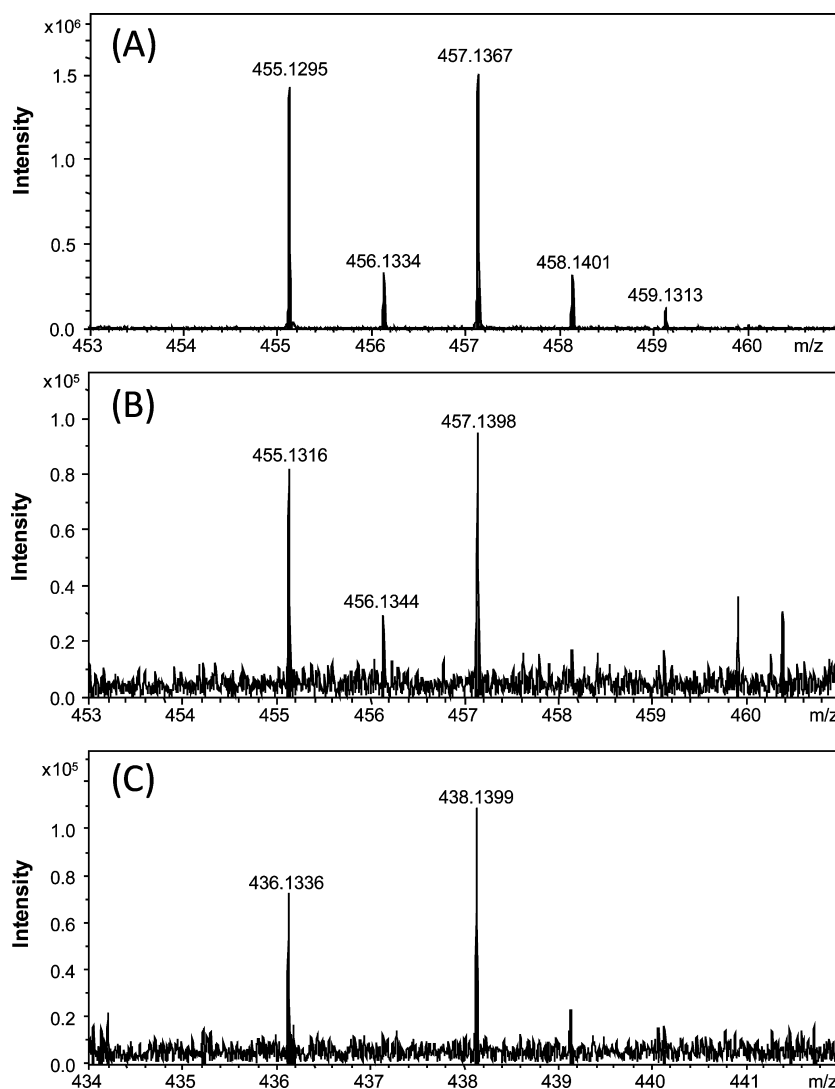 x10⁶
(A)
Intensity
1.5
1.0
0.5
0.0
455.1295
456.1334
457.1367
458.1401
459.1313
453 454 455 456 457 458 459 460 m/z
x10⁵
(B)
Intensity
1.0
0.8
0.6
0.4
0.2
0.0
455.1316
456.1344
457.1398
453 454 455 456 457 458 459 460 m/z
x10⁵
(C)
Intensity
1.0
0.8
0.6
0.4
0.2
0.0
436.1336
438.1399
434 435 436 437 438 439 440 441 m/z